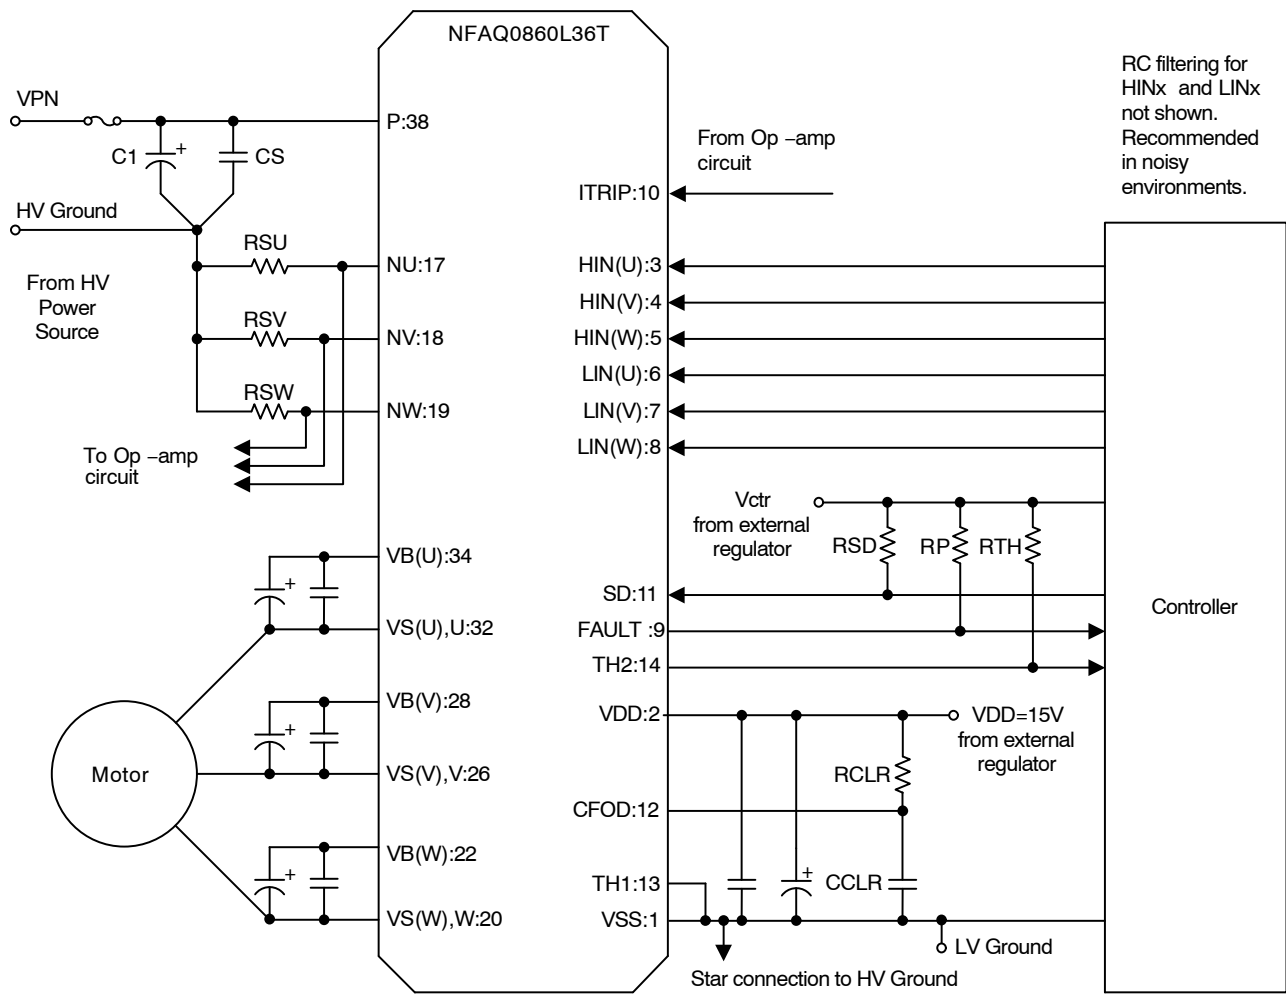 NFAQ0860L36T
RC filtering for
HINx and LINx
not shown.
Recommended
in noisy
environments.
VPN
P:38
C1
+
CS
From Op −amp
circuit
ITRIP:10
HV Ground
RSU
NU:17
HIN(U):3
From HV
Power
Source
HIN(V):4
RSV
NV:18
HIN(W):5
LIN(U):6
RSW
NW:19
LIN(V):7
LIN(W):8
To Op −amp
circuit
Vctr
from external
regulator
RSD
RP
RTH
VB(U):34
+
SD:11
Controller
VS(U),U:32
FAULT :9
TH2:14
VB(V):28
VDD:2
VDD=15V
from external
regulator
+
Motor
VS(V),V:26
RCLR
CFOD:12
VB(W):22
+
TH1:13
+
CCLR
VS(W),W:20
VSS:1
LV Ground
Star connection to HV Ground